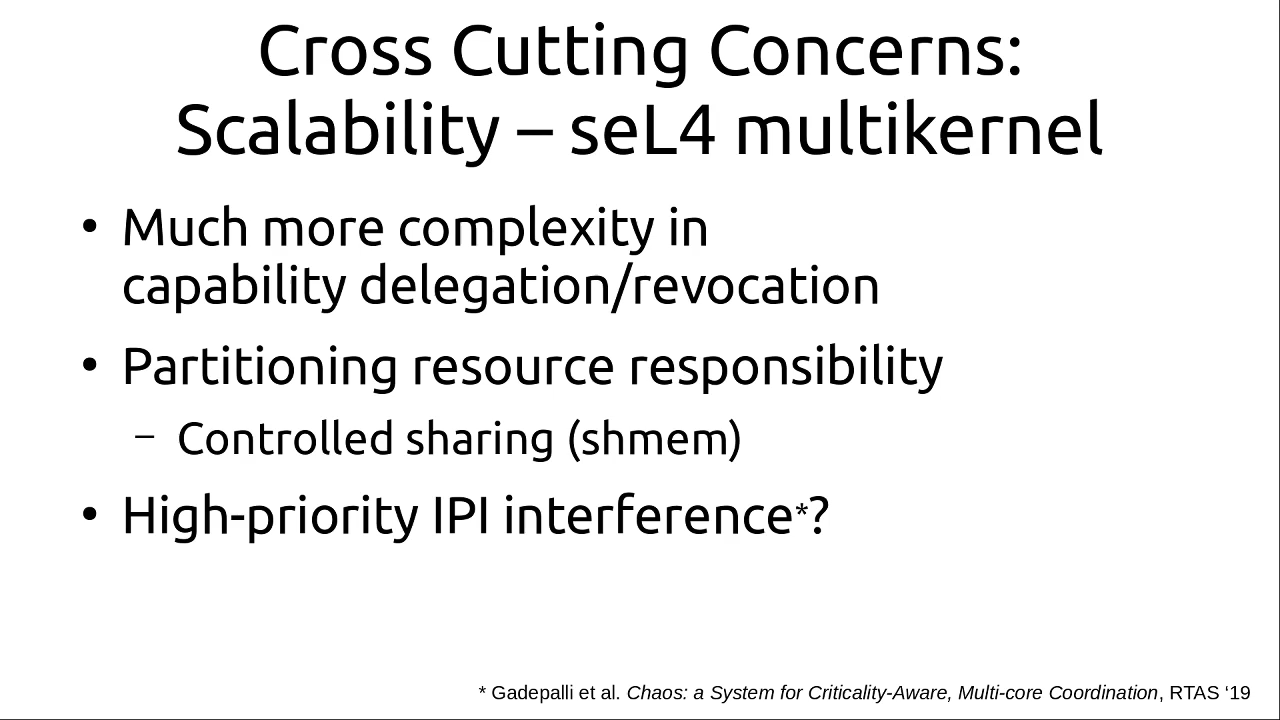 Cross Cutting Concerns:
Scalability – seL4 multikernel
• Much more complexity in
capability delegation/revocation
• Partitioning resource responsibility
– Controlled sharing (shmem)
• High-priority IPI interference*?
* Gadepalli et al. Chaos: a System for Criticality-Aware, Multi-core Coordination, RTAS ‘19